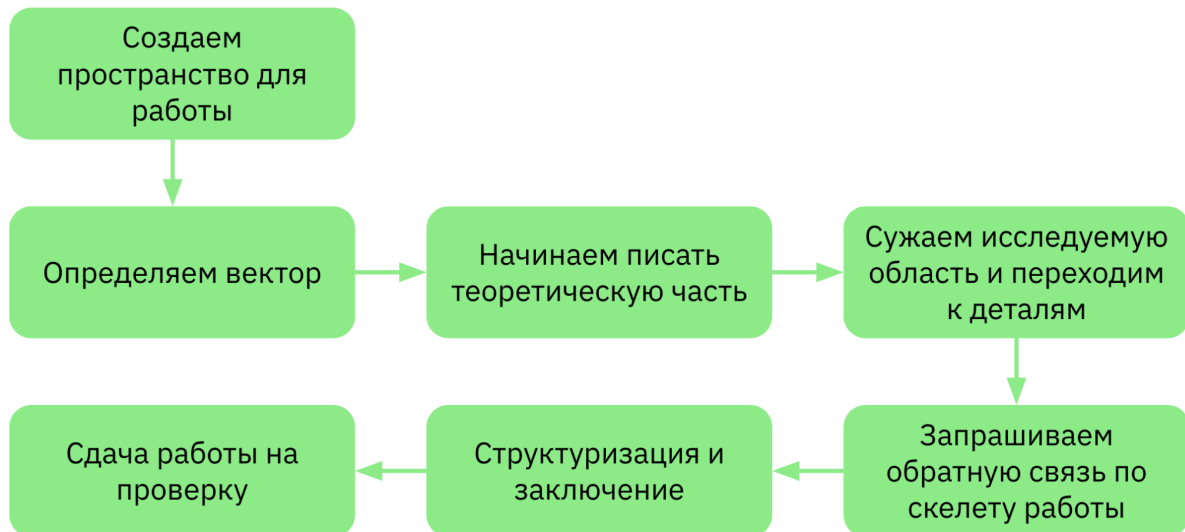 Создаем
пространство для
работы
Определяем вектор
Начинаем писать
теоретическую часть
Сужаем исследуемую
область и переходим
к деталям
Запрашиваем
обратную связь по
скелету работы
Структуризация и
заключение
Сдача работы на
проверку